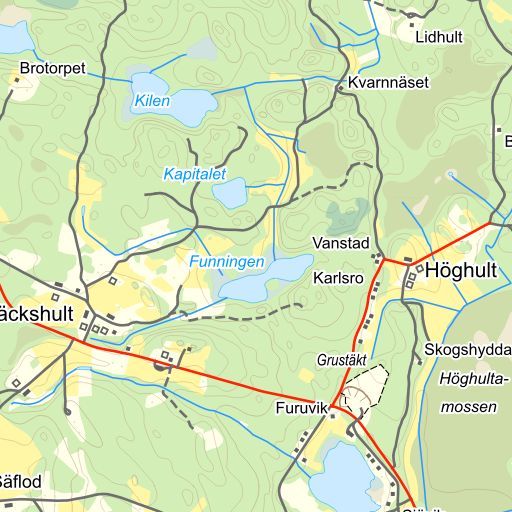 Lidhult
Brotorpet
Kvarnnäset
Kilen
Kapitalet
Vanstad
Funningen
Höghult
Karlsro
äckshult
Skogshydda
Grustäkt
Höghulta-
mossen
Furuvik
Säflod